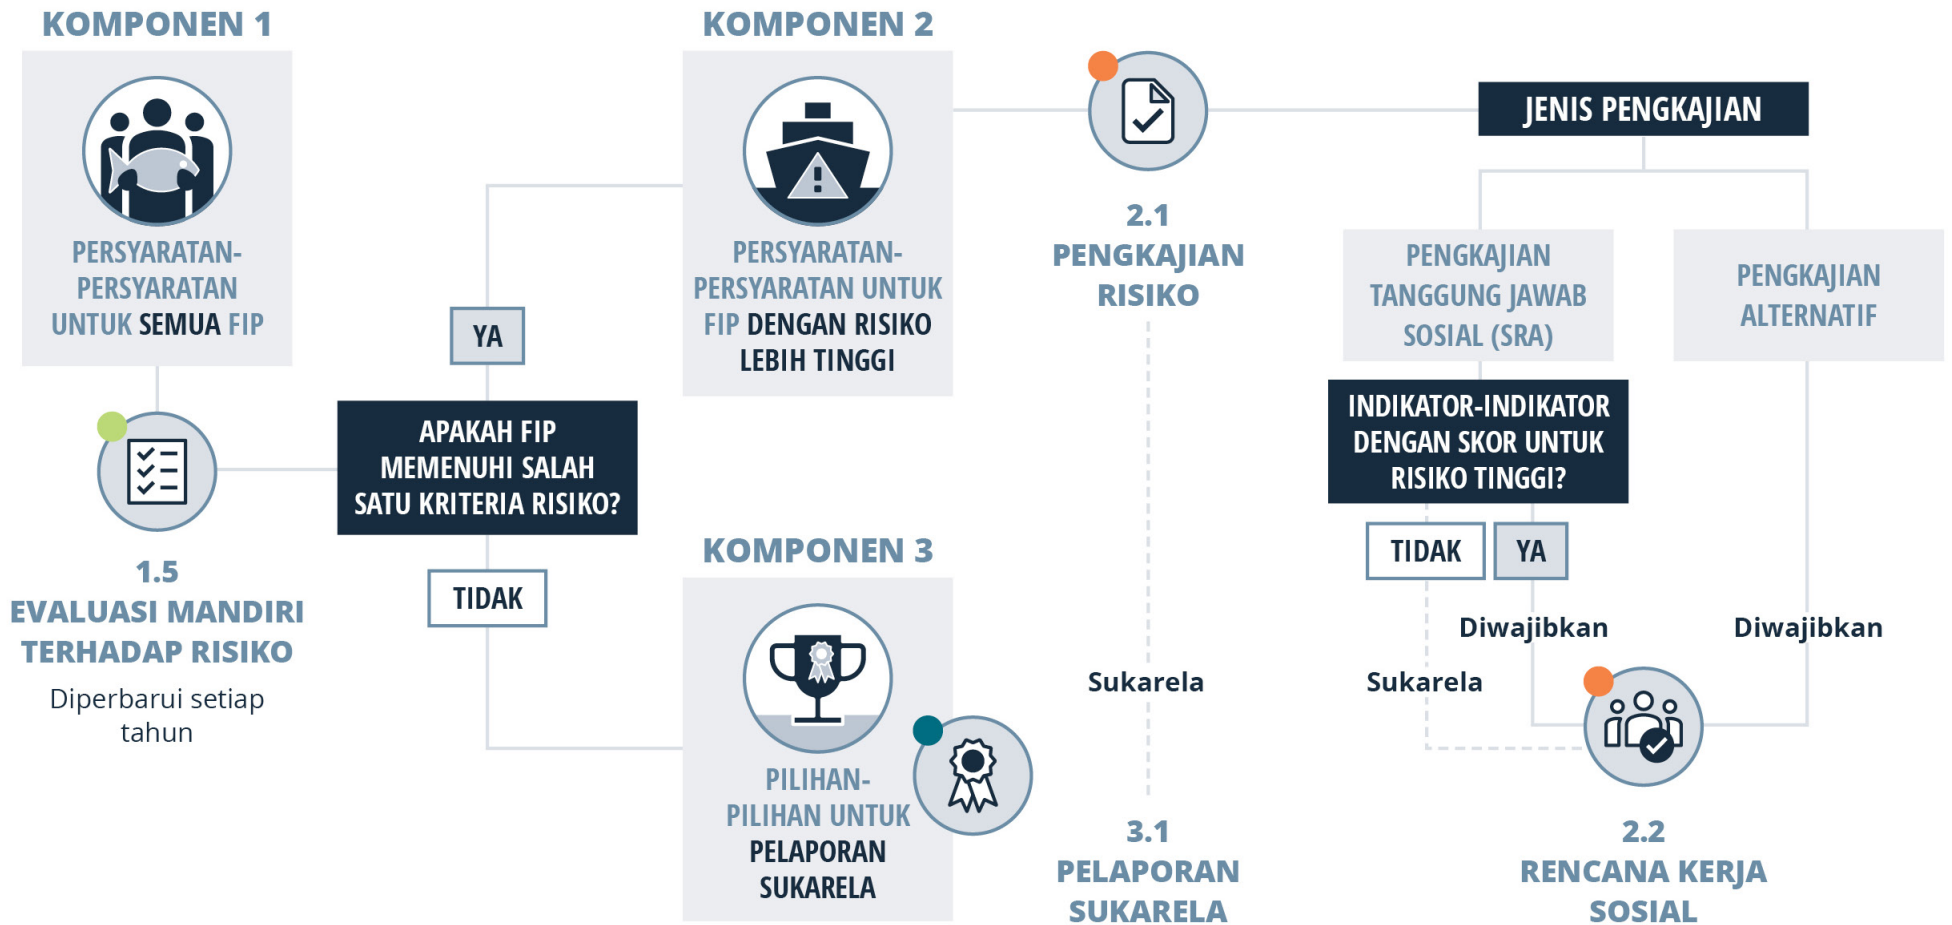 KOMPONEN 1
PERSYARATAN-
PERSYARATAN
UNTUK SEMUA FIP
1.5
EVALUASI MANDIRI
TERHADAP RISIKO
Diperbarui setiap
tahun
APAKAH FIP
MEMENUHI SALAH
SATU KRITERIA RISIKO?
YA
TIDAK
KOMPONEN 2
PERSYARATAN-
PERSYARATAN UNTUK
FIP DENGAN RISIKO
LEBIH TINGGI
KOMPONEN 3
PILIHAN-
PILIHAN UNTUK
PELAPORAN
SUKARELA
2.1
PENGKAJIAN
RISIKO
Sukarela
3.1
PELAPORAN
SUKARELA
JENIS PENGKAJIAN
PENGKAJIAN
TANGGUNG JAWAB
SOSIAL (SRA)
PENGKAJIAN
ALTERNATIF
INDIKATOR-INDIKATOR
DENGAN SKOR UNTUK
RISIKO TINGGI?
TIDAK
YA
Diwajibkan
Diwajibkan
Sukarela
2.2
RENCANA KERJA
SOSIAL